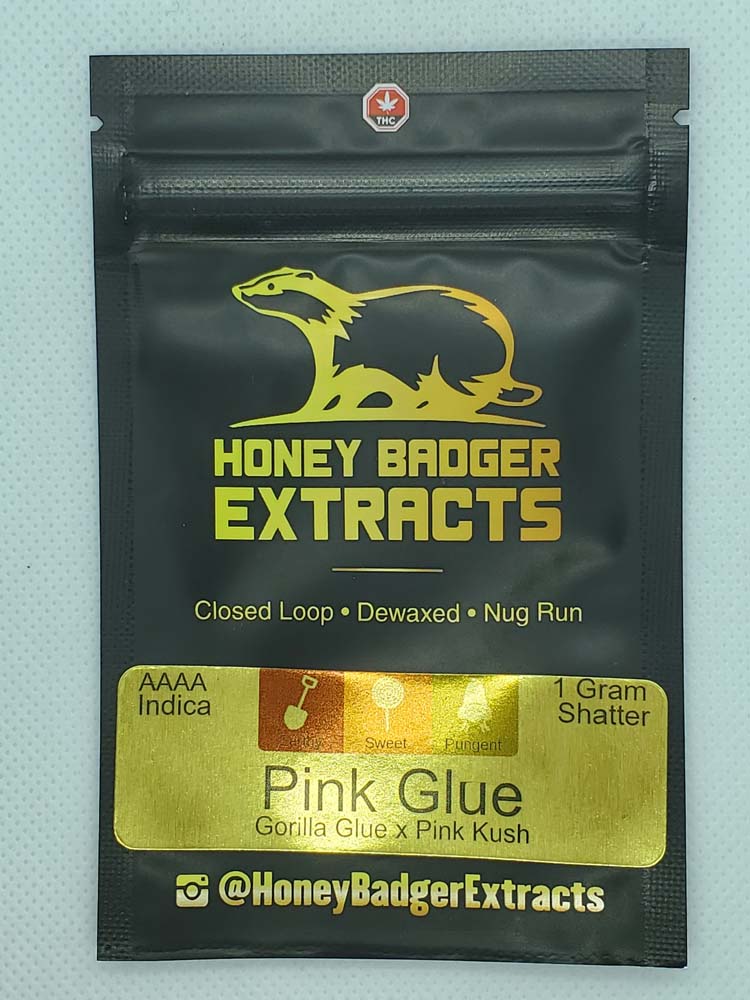 THC
HONEY BADGER
EXTRACTS
Closed Loop • Dewaxed • Nug Run
AAAA
Indica
Earthy
Sweet
Pungent
1 Gram
Shatter
Pink Glue
Gorilla Glue x Pink Kush
@HoneyBadgerExtracts